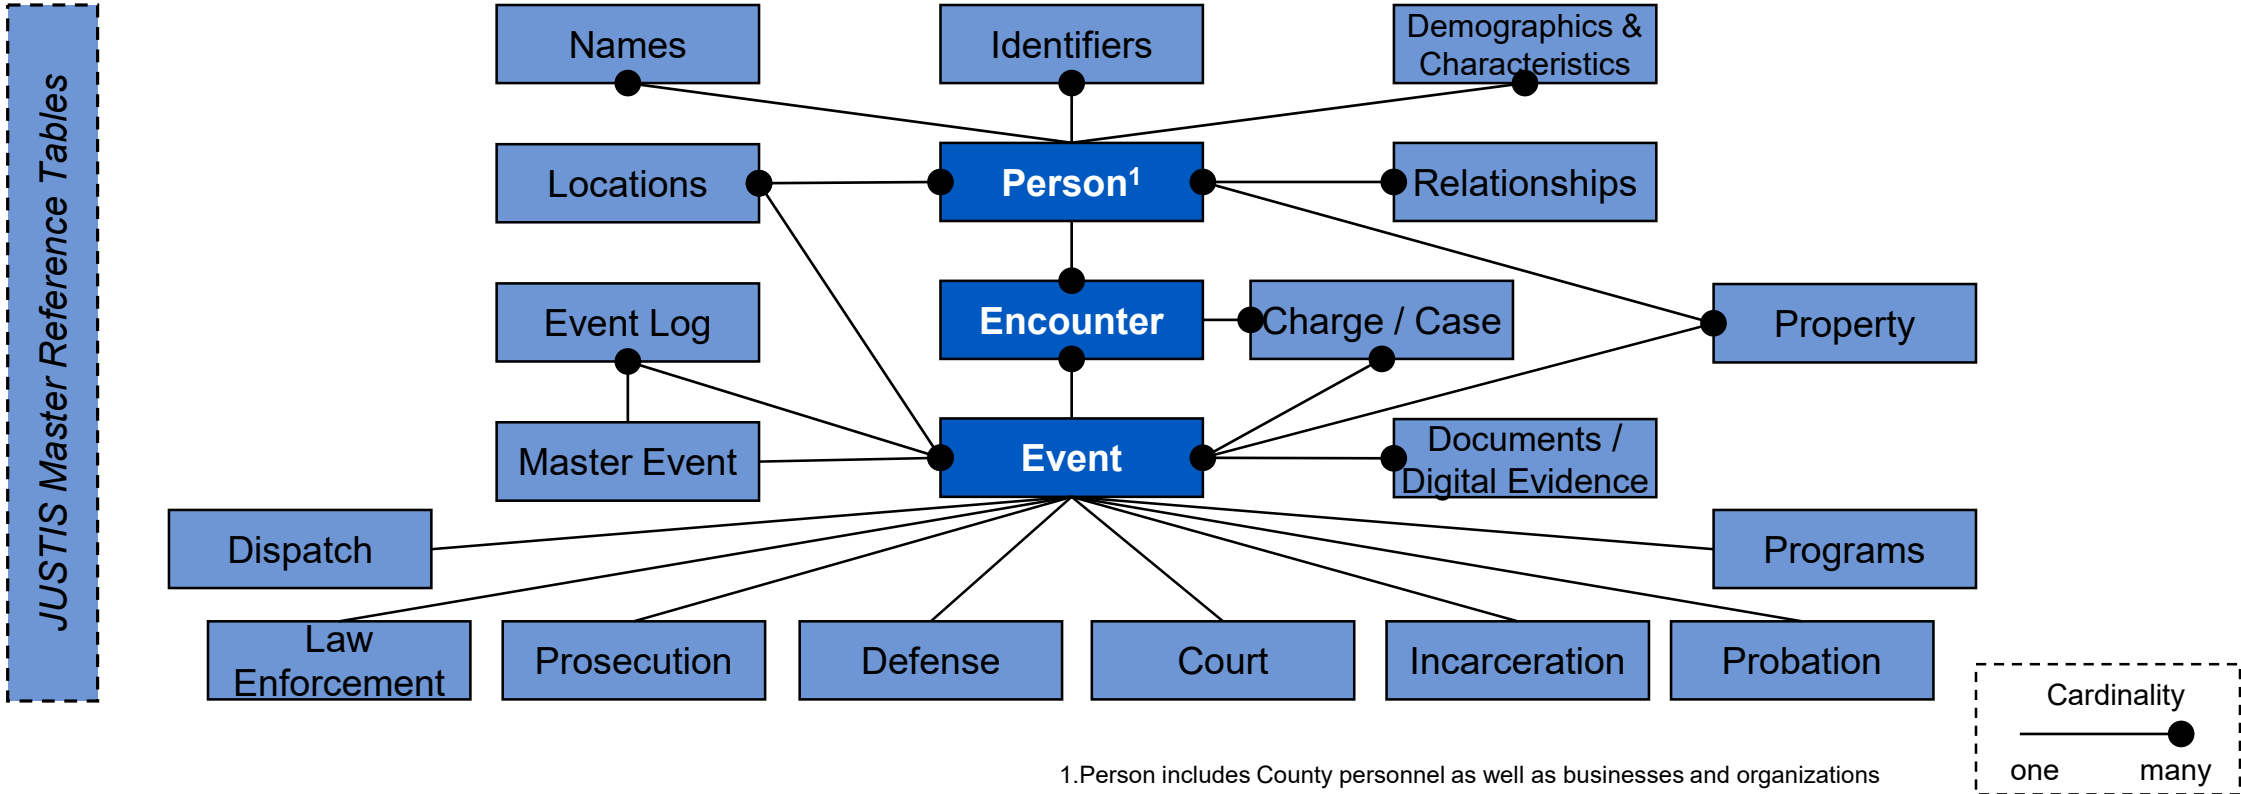 JUSTIS Master Reference Tables
Names
Identifiers
Demographics &
Characteristics
Locations
Person1
Relationships
Event Log
Encounter
Charge / Case
Property
Master Event
Event
Documents /
Digital Evidence
Dispatch
Programs
Law
Enforcement
Prosecution
Defense
Court
Incarceration
Probation
Cardinality
one
many
1.Person includes County personnel as well as businesses and organizations